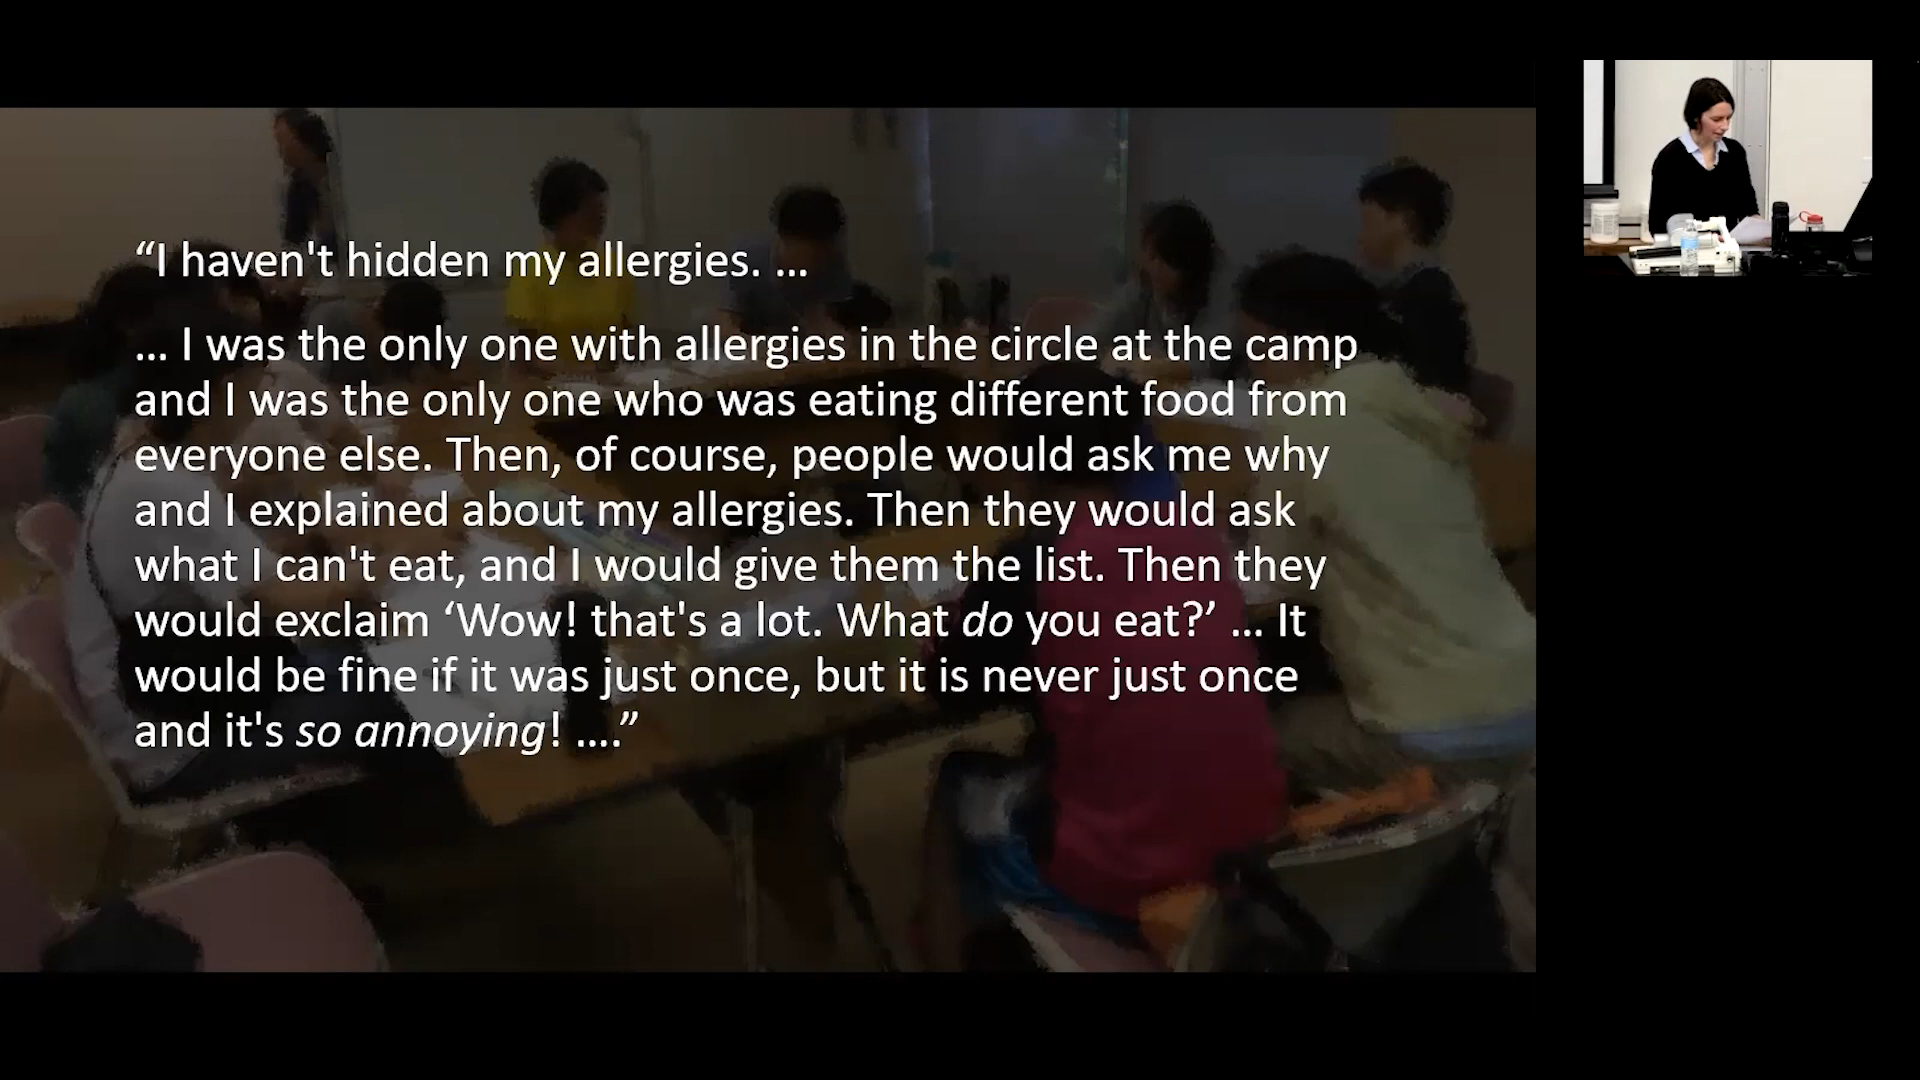 “I haven't hidden my allergies. ...
... I was the only one with allergies in the circle at the camp
and I was the only one who was eating different food from
everyone else. Then, of course, people would ask me why
and I explained about my allergies. Then they would ask
what I can't eat, and I would give them the list. Then they
would exclaim ‘Wow! that's a lot. What do you eat?’ ... It
would be fine if it was just once, but it is never just once
and it's so annoying! ....”